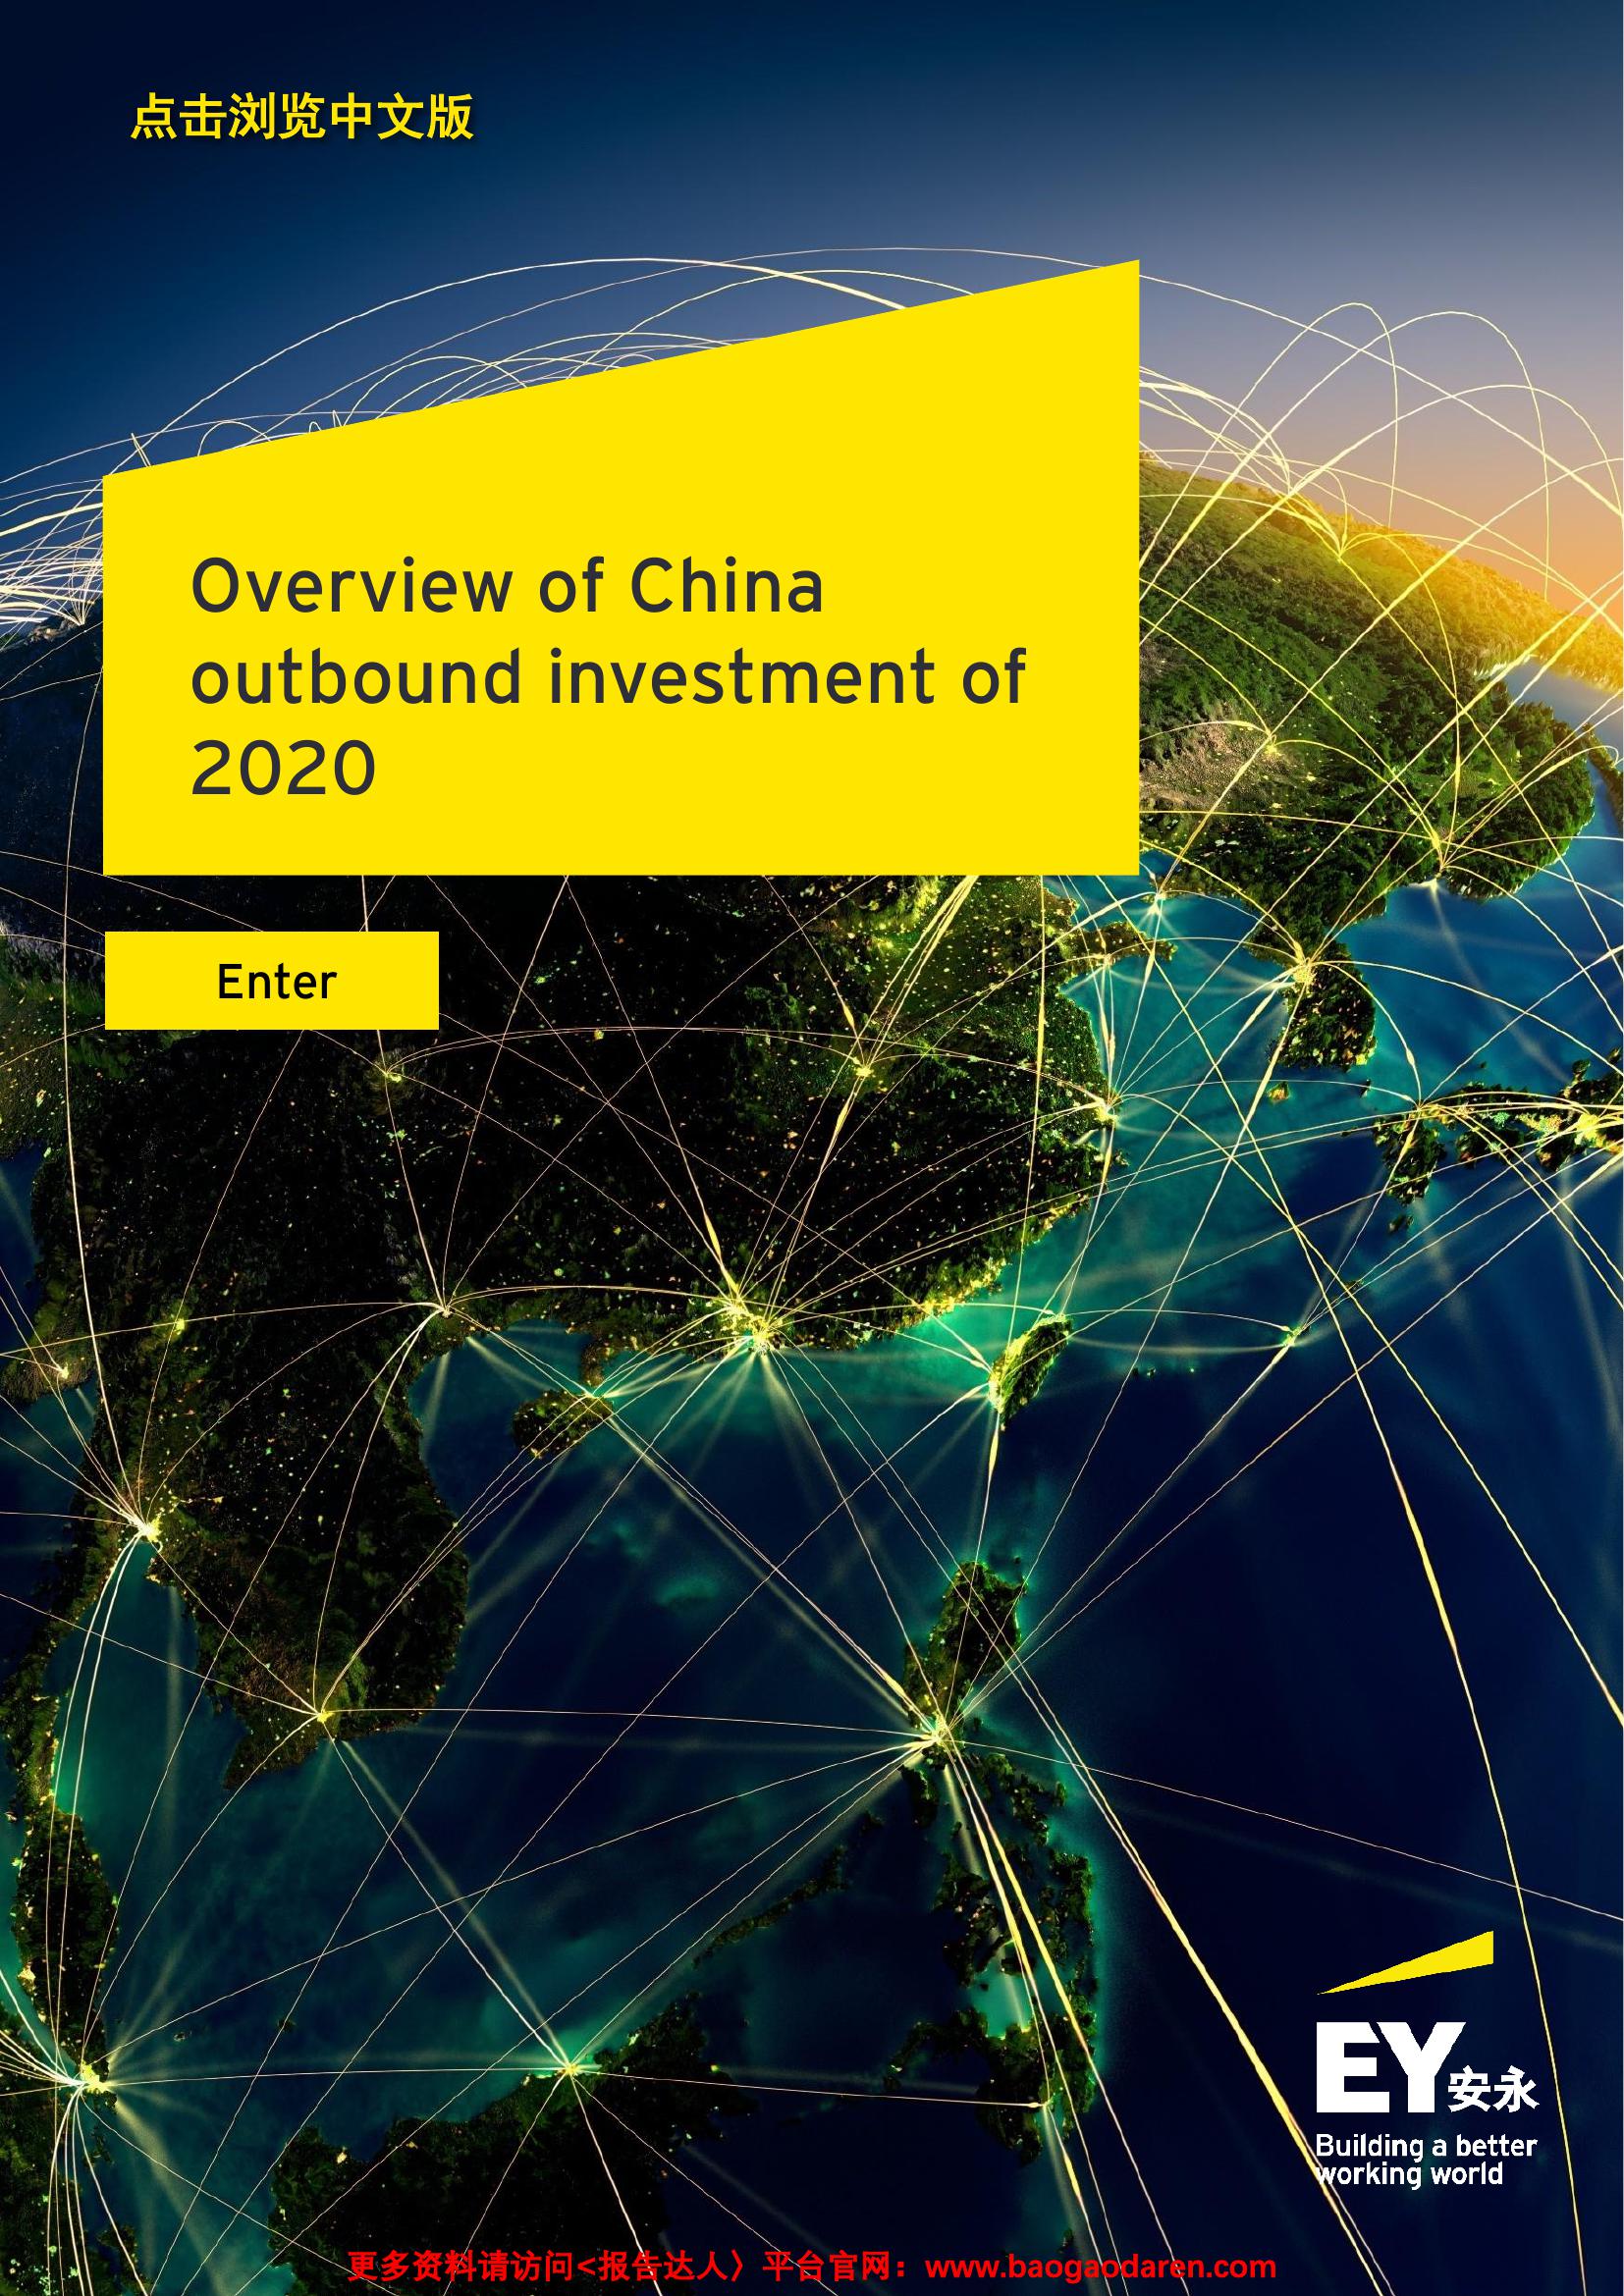 点击浏览中文版
Overview of China
outbound investment of
2020
Enter
EY安永
Building a better
working world
更多资料请访问<报告达人〉平台官网：www.baogaodaren.com